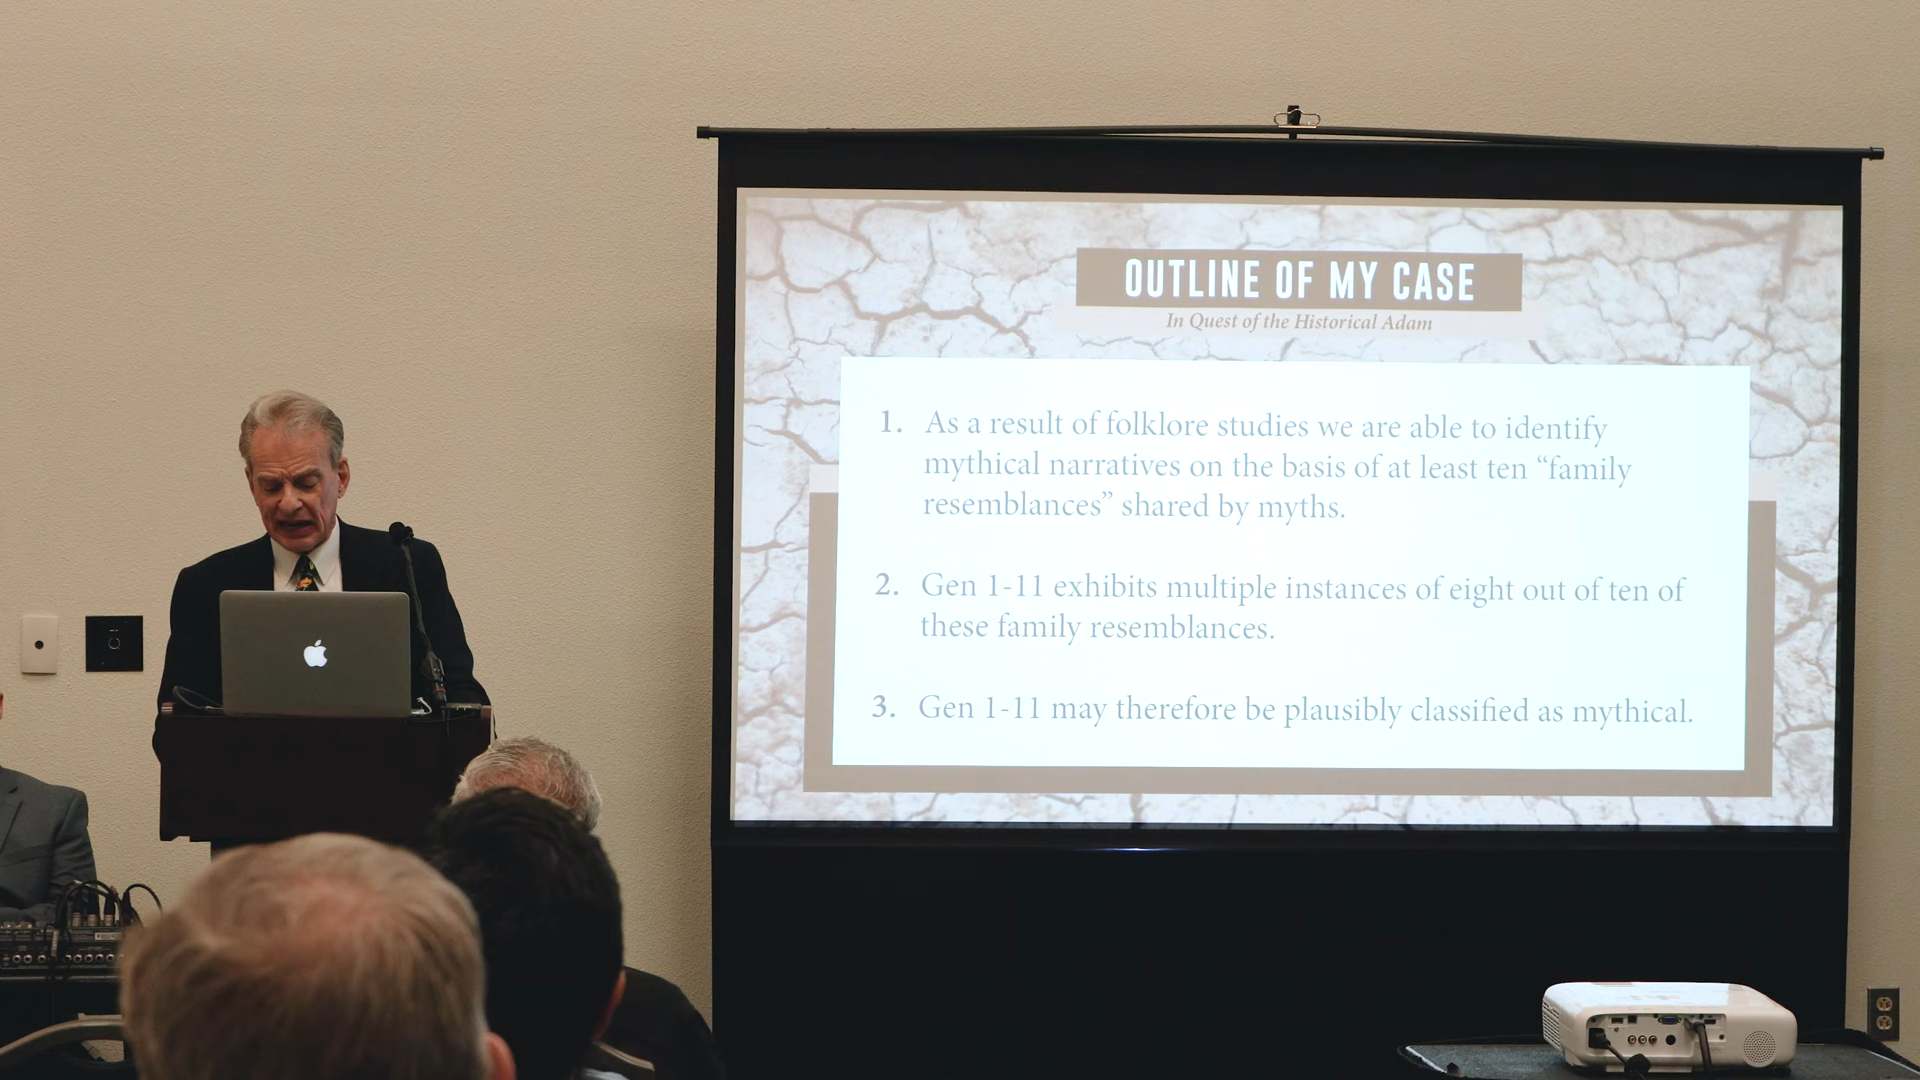 OUTLINE OF MY CASE
In Quest of the Historical Adam
1. As a result of folklore studies we are able to identify
mythical narratives on the basis of at least ten “family
resemblances” shared by myths.
2. Gen 1-11 exhibits multiple instances of eight out of ten of
these family resemblances.
3. Gen 1-11 may therefore be plausibly classified as mythical.